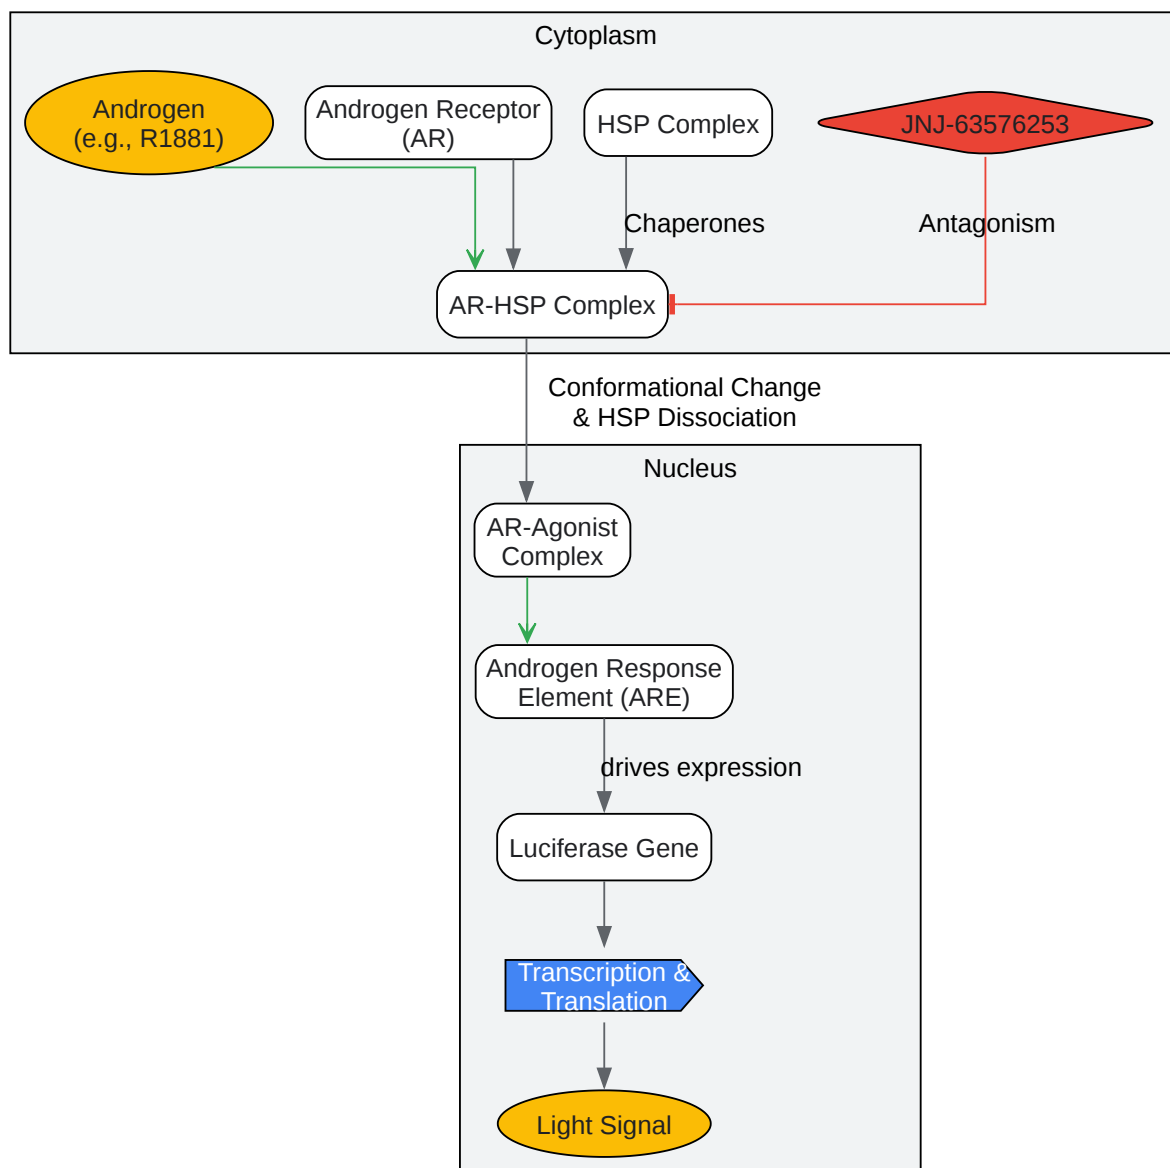 Cytoplasm
Androgen
(e.g., R1881)
Androgen Receptor
(AR)
HSP Complex
JNJ-63576253
Chaperones
Antagonism
AR-HSP Complex
Conformational Change
& HSP Dissociation
Nucleus
AR-Agonist
Complex
Androgen Response
Element (ARE)
drives expression
Luciferase Gene
Transcription &
Translation
Light Signal